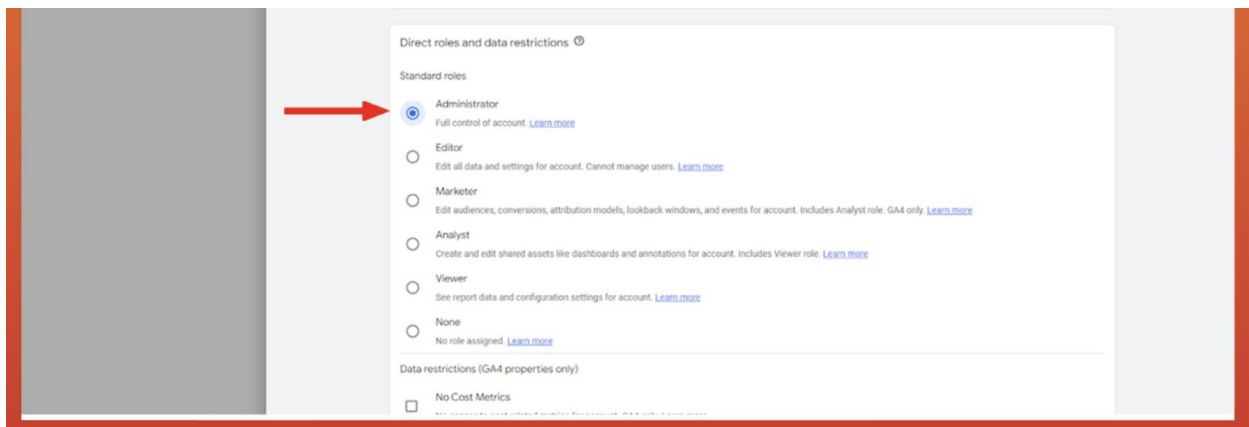 Direct roles and data restrictions
Standard roles
Administrator
Full control of account. Learn more
Editor
Edit all data and settings for account. Cannot manage users. Learn more
Marketer
Edit audiences, conversions, attribution models, lookback windows, and events for account. Includes Analyst role. GA4 only. Learn more
Analyst
Create and edit shared assets like dashboards and annotations for account. Includes Viewer role. Learn more
Viewer
See report data and configuration settings for account. Learn more
None
No role assigned. Learn more
Data restrictions (GA4 properties only)
No Cost Metrics